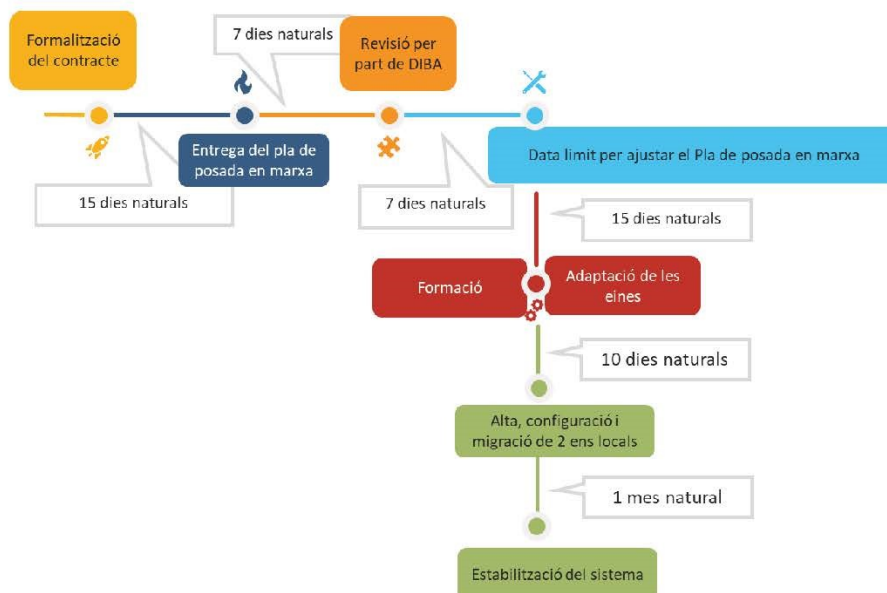 Formalització
del contracte
7 dies naturals
Revisió per
part de DIBA
Entrega del pla de
posada en marxa
Data limit per ajustar el Pla de posada en marxa
15 dies naturals
7 dies naturals
15 dies naturals
Formació
Adaptació de les
eines
10 dies naturals
Alta, configuració i
migració de 2 ens locals
1 mes natural
Estabilització del sistema